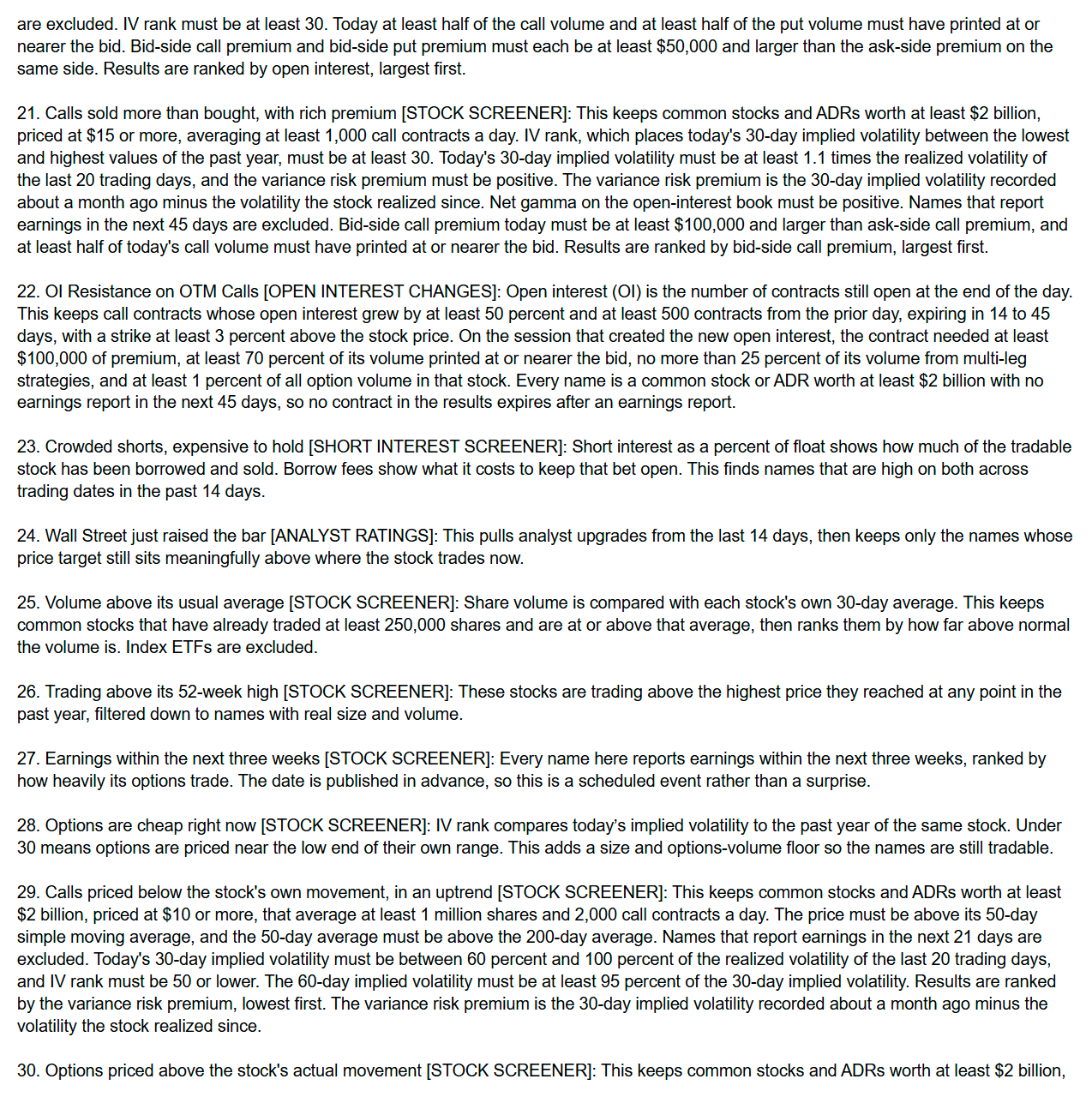 are excluded. IV rank must be at least 30. Today at least half of the call volume and at least half of the put volume must have printed at or
nearer the bid. Bid-side call premium and bid-side put premium must each be at least $50,000 and larger than the ask-side premium on the
same side. Results are ranked by open interest, largest first.
21. Calls sold more than bought, with rich premium [STOCK SCREENER]: This keeps common stocks and ADRs worth at least $2 billion,
priced at $15 or more, averaging at least 1,000 call contracts a day. IV rank, which places today's 30-day implied volatility between the lowest
and highest values of the past year, must be at least 30. Today's 30-day implied volatility must be at least 1.1 times the realized volatility of
the last 20 trading days, and the variance risk premium must be positive. The variance risk premium is the 30-day implied volatility recorded
about a month ago minus the volatility the stock realized since. Net gamma on the open-interest book must be positive. Names that report
earnings in the next 45 days are excluded. Bid-side call premium today must be at least $100,000 and larger than ask-side call premium, and
at least half of today's call volume must have printed at or nearer the bid. Results are ranked by bid-side call premium, largest first.
22. OI Resistance on OTM Calls [OPEN INTEREST CHANGES]: Open interest (OI) is the number of contracts still open at the end of the day.
This keeps call contracts whose open interest grew by at least 50 percent and at least 500 contracts from the prior day, expiring in 14 to 45
days, with a strike at least 3 percent above the stock price. On the session that created the new open interest, the contract needed at least
$100,000 of premium, at least 70 percent of its volume printed at or nearer the bid, no more than 25 percent of its volume from multi-leg
strategies, and at least 1 percent of all option volume in that stock. Every name is a common stock or ADR worth at least $2 billion with no
earnings report in the next 45 days, so no contract in the results expires after an earnings report.
23. Crowded shorts, expensive to hold [SHORT INTEREST SCREENER]: Short interest as a percent of float shows how much of the tradable
stock has been borrowed and sold. Borrow fees show what it costs to keep that bet open. This finds names that are high on both across
trading dates in the past 14 days.
24. Wall Street just raised the bar [ANALYST RATINGS]: This pulls analyst upgrades from the last 14 days, then keeps only the names whose
price target still sits meaningfully above where the stock trades now.
25. Volume above its usual average [STOCK SCREENER]: Share volume is compared with each stock's own 30-day average. This keeps
common stocks that have already traded at least 250,000 shares and are at or above that average, then ranks them by how far above normal
the volume is. Index ETFs are excluded.
26. Trading above its 52-week high [STOCK SCREENER]: These stocks are trading above the highest price they reached at any point in the
past year, filtered down to names with real size and volume.
27. Earnings within the next three weeks [STOCK SCREENER]: Every name here reports earnings within the next three weeks, ranked by
how heavily its options trade. The date is published in advance, so this is a scheduled event rather than a surprise.
28. Options are cheap right now [STOCK SCREENER]: IV rank compares today’s implied volatility to the past year of the same stock. Under
30 means options are priced near the low end of their own range. This adds a size and options-volume floor so the names are still tradable.
29. Calls priced below the stock's own movement, in an uptrend [STOCK SCREENER]: This keeps common stocks and ADRs worth at least
$2 billion, priced at $10 or more, that average at least 1 million shares and 2,000 call contracts a day. The price must be above its 50-day
simple moving average, and the 50-day average must be above the 200-day average. Names that report earnings in the next 21 days are
excluded. Today's 30-day implied volatility must be between 60 percent and 100 percent of the realized volatility of the last 20 trading days,
and IV rank must be 50 or lower. The 60-day implied volatility must be at least 95 percent of the 30-day implied volatility. Results are ranked
by the variance risk premium, lowest first. The variance risk premium is the 30-day implied volatility recorded about a month ago minus the
volatility the stock realized since.
30. Options priced above the stock's actual movement [STOCK SCREENER]: This keeps common stocks and ADRs worth at least $2 billion,